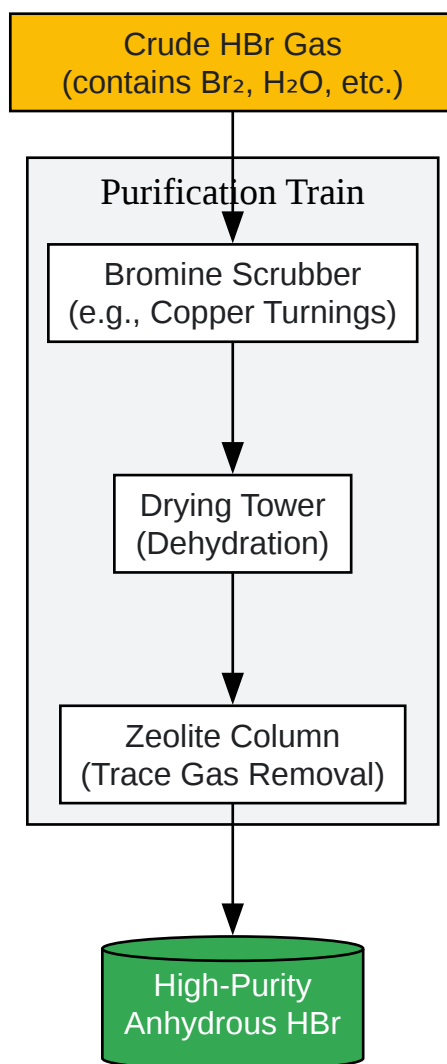 Crude HBr Gas
(contains Br₂, H₂O, etc.)
Purification Train
Bromine Scrubber
(e.g., Copper Turnings)
Drying Tower
(Dehydration)
Zeolite Column
(Trace Gas Removal)
High-Purity
Anhydrous HBr